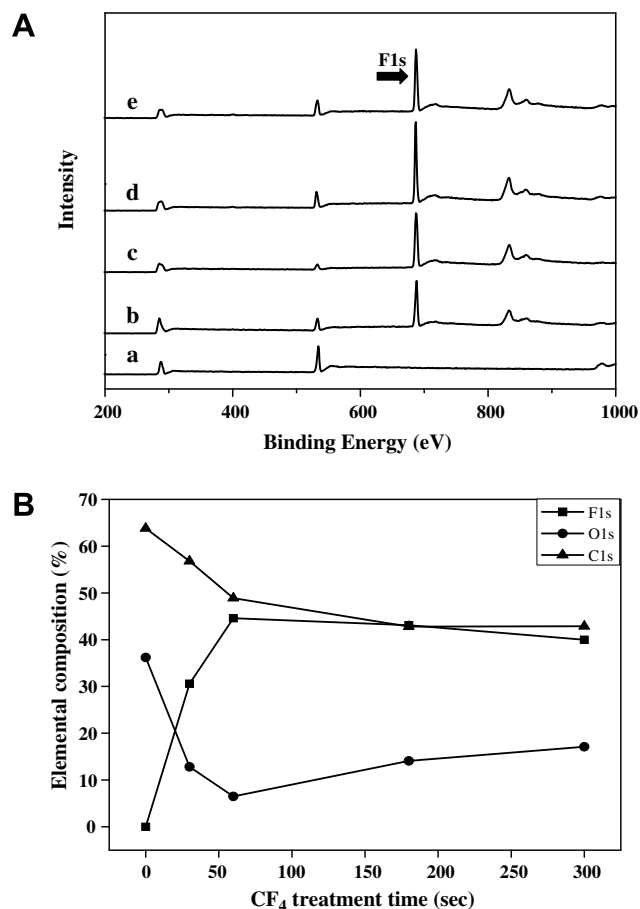 A
F1s
e
d
c
b
a
Intensity
200 400 600 800 1000
Binding Energy (eV)
B
70
60
50
40
30
20
10
0
Elemental composition (%)
F1s
O1s
C1s
0 50 100 150 200 250 300
CF₄ treatment time (sec)